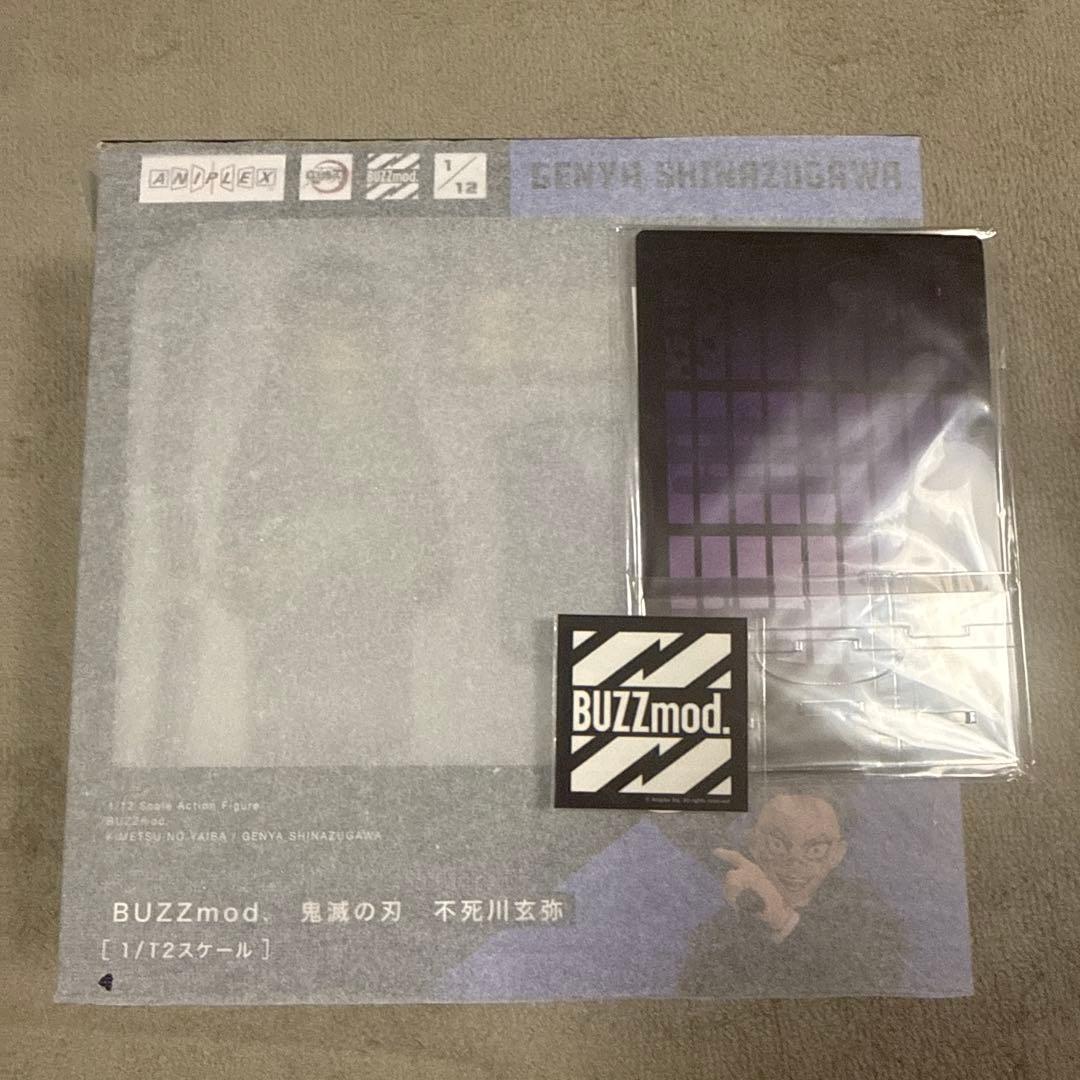 ANIPLEX
BUZZmod.
1/12
GENYA SHINAZUGAWA
BUZZmod.
1/12 Scale Action Figure
BUZZmod.
KIMETSU NO YAIBA / GENYA SHINAZUGAWA
BUZZmod. 鬼滅の刃 不死川玄弥
[ 1/12スケール ]